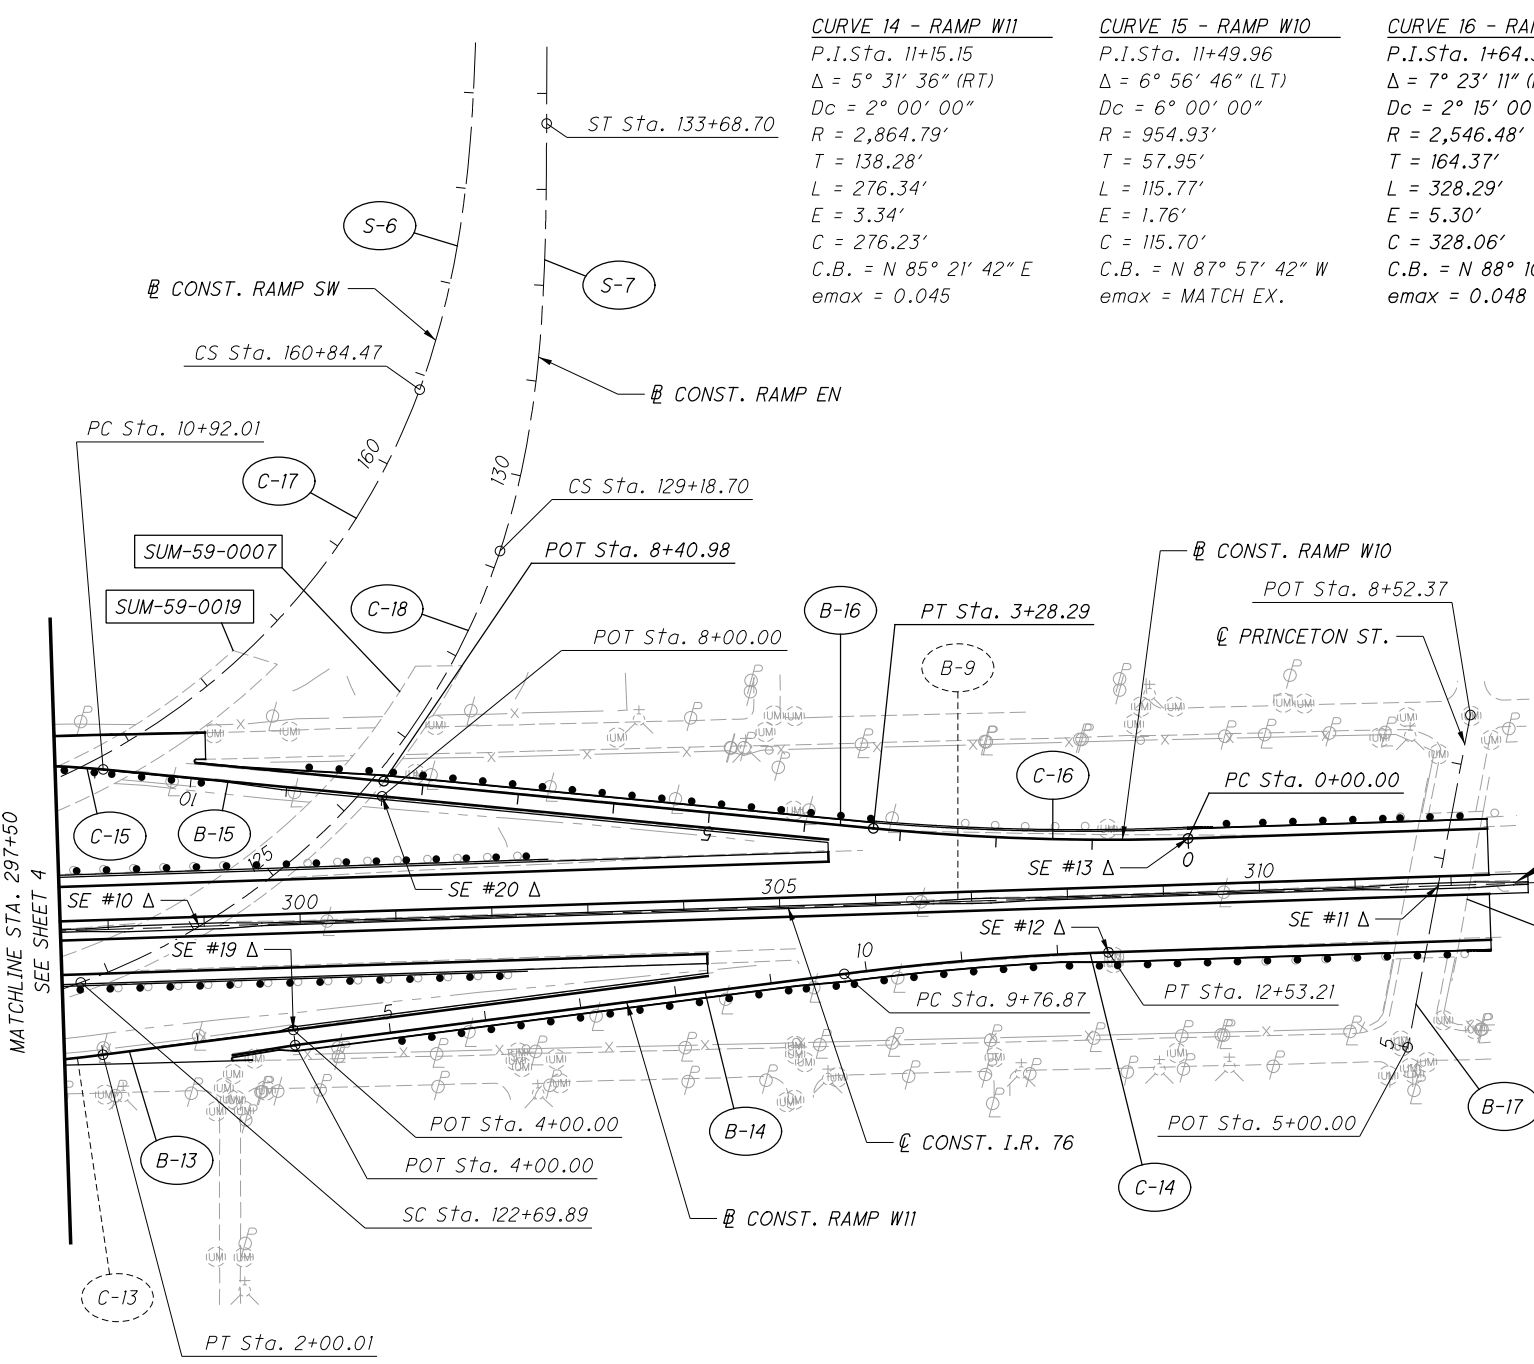 CURVE 14 - RAMP W11
P.I.Sta. 11+15.15
Δ = 5° 31' 36" (RT)
Dc = 2° 00' 00"
R = 2,864.79'
T = 138.28'
L = 276.34'
E = 3.34'
C = 276.23'
C.B. = N 85° 21' 42" E
emax = 0.045
CURVE 15 - RAMP W10
P.I.Sta. 11+49.96
Δ = 6° 56' 46" (LT)
Dc = 6° 00' 00"
R = 954.93'
T = 57.95'
L = 115.77'
E = 1.76'
C = 115.70'
C.B. = N 87° 57' 42" W
emax = MATCH EX.
CURVE 16 -
P.I.Sta.
Δ = 7° 23' 11"
Dc = 2° 15' 00
R = 2,546.48'
T = 164.37'
L = 328.29'
E = 5.30'
C = 328.06'
C.B. = N 88°
emax = 0.048
ST Sta. 133+68.70
S-6
S-7
℄ CONST. RAMP SW
CS Sta. 160+84.47
℄ CONST. RAMP EN
PC Sta. 10+92.01
160
130
C-17
CS Sta. 129+18.70
SUM-59-0007
POT Sta. 8+40.98
℄ CONST. RAMP W10
SUM-59-0019
C-18
B-16
PT Sta. 3+28.29
POT Sta. 8+52.37
POT Sta. 8+00.00
℄ PRINCETON ST.
B-9
C-16
PC Sta. 0+00.00
10
C-15
B-15
5
125
SE #13 Δ
0
MATCHLINE STA. 297+50
SEE SHEET 4
SE #10 Δ
300
SE #20 Δ
305
310
SE #19 Δ
10
SE #12 Δ
SE #11 Δ
5
PC Sta. 9+76.87
PT Sta. 12+53.21
5
B-13
POT Sta. 4+00.00
B-14
POT Sta. 5+00.00
B-17
POT Sta. 4+00.00
℄ CONST. I.R. 76
C-14
SC Sta. 122+69.89
℄ CONST. RAMP W11
C-13
PT Sta. 2+00.01